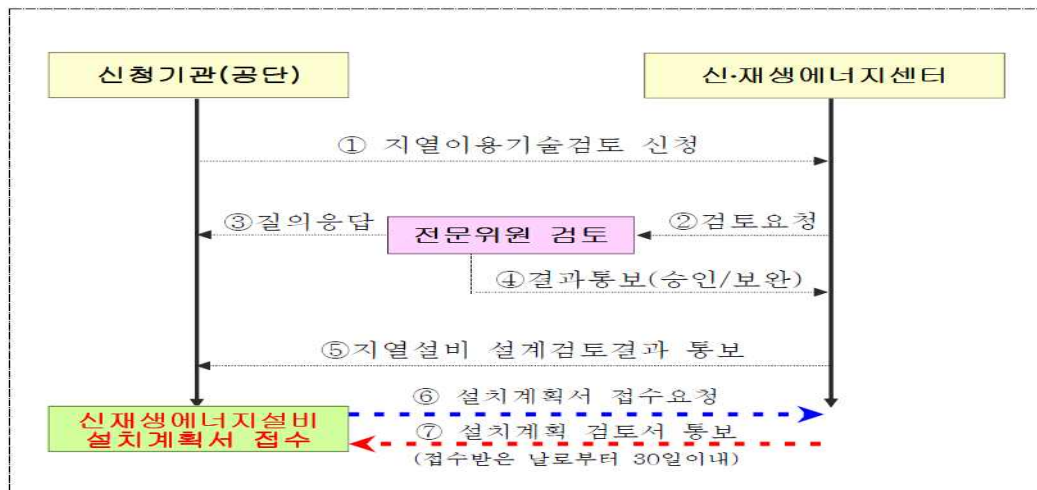 신청기관(공단)
신·재생에너지센터
① 지열이용기술검토 신청
③질의응답
전문위원 검토
②검토요청
④결과통보(승인/보완)
⑤지열설비 설계검토결과 통보
신재생에너지설비
설치계획서 접수
⑥ 설치계획서 접수요청
⑦ 설치계획 검토서 통보
(접수받은 날로부터 30일이내)